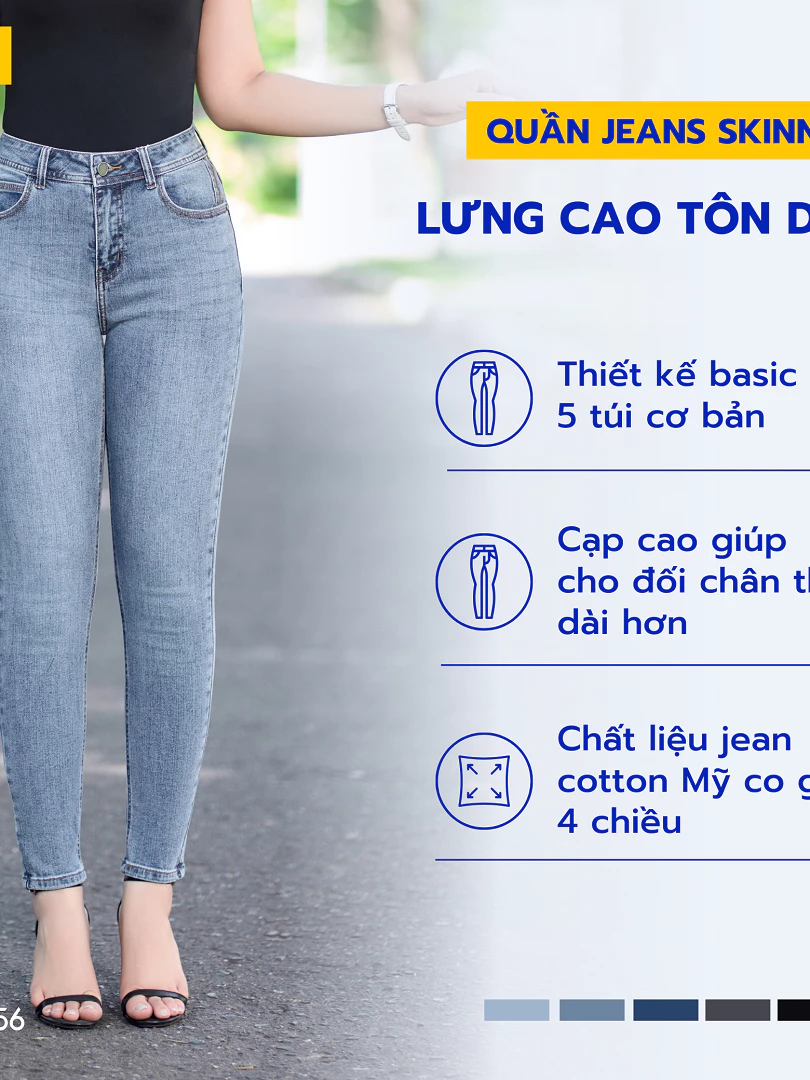 QUẦN JEANS SKINN
LƯNG CAO TÔN D
Thiết kế basic
5 túi cơ bản
Cạp cao giúp
cho đối chân th
dài hơn
Chất liệu jean
cotton Mỹ co g
4 chiều
56